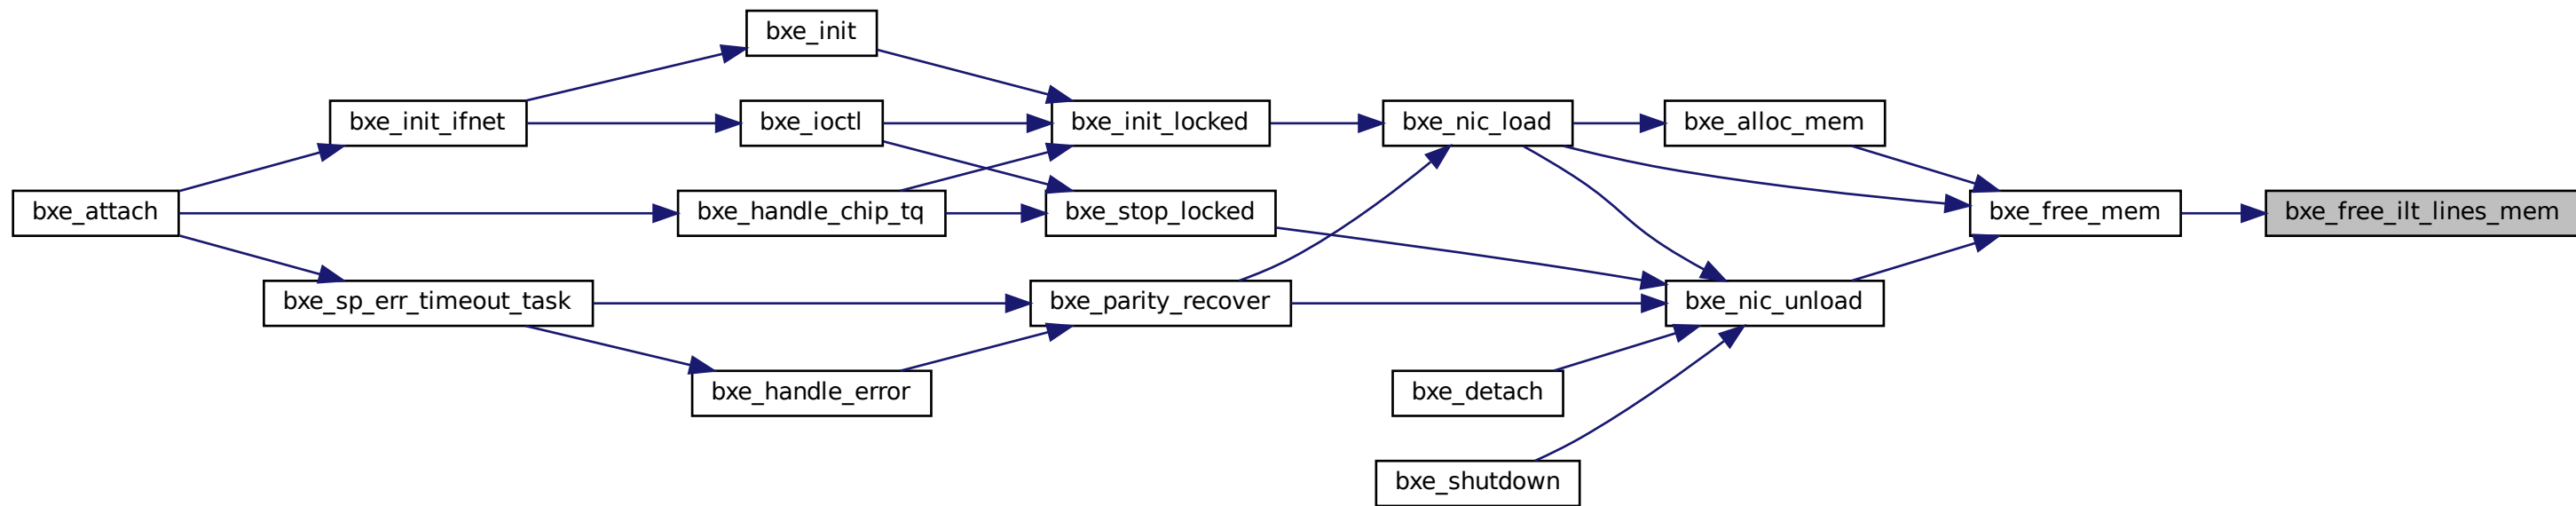 bxe_init
bxe_init_ifnet
bxe_ioctl
bxe_init_locked
bxe_nic_load
bxe_alloc_mem
bxe_attach
bxe_handle_chip_tq
bxe_stop_locked
bxe_free_mem
bxe_free_ilt_lines_mem
bxe_sp_err_timeout_task
bxe_parity_recover
bxe_nic_unload
bxe_handle_error
bxe_detach
bxe_shutdown